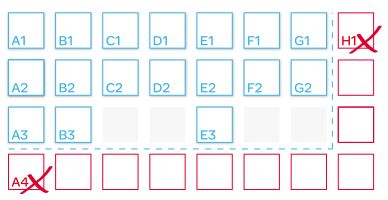 A1 B1 C1 D1 E1 F1 G1 H1
A2 B2 C2 D2 E2 F2 G2
A3 B3 E3
A4